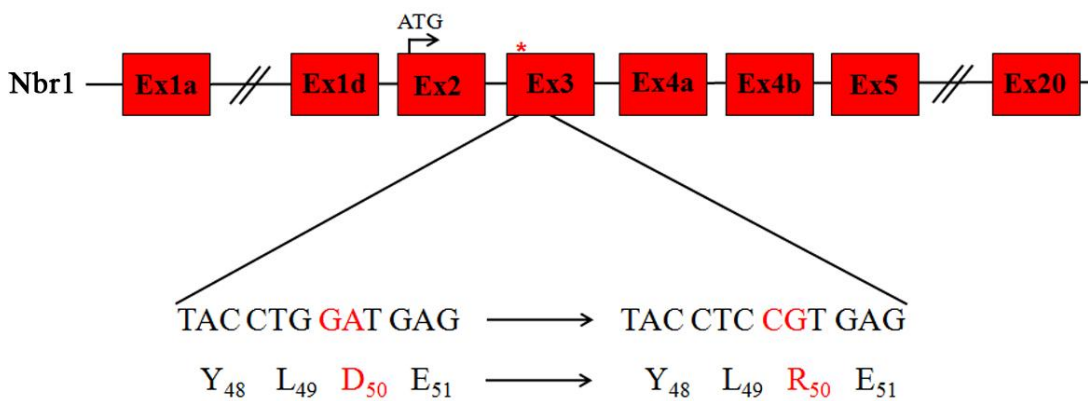 ATG
*
Nbr1 Ex1a Ex1d Ex2 Ex3 Ex4a Ex4b Ex5 Ex20
TAC CTG GAT GAG TAC CTC CGT GAG
Y48 L49 D50 E51 Y48 L49 R50 E51